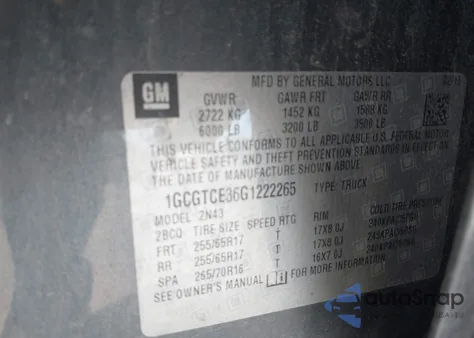 GM
MFD BY GENERAL MOTORS LLC
GVWR GAWR FRT GAWR RR
2722 KG 1452 KG 1588 KG
6000 LB 3200 LB 3500 LB
THIS VEHICLE CONFORMS TO ALL APPLICABLE U.S. FEDERAL MOTOR
VEHICLE SAFETY AND THEFT PREVENTION STANDARDS IN EFFECT ON
THE DATE OF MANUFACTURE SHOWN ABOVE.
1GCGTCE36G1222265 TYPE: TRUCK
MODEL: 2N43
2BCQ TIRE SIZE SPEED RTG RIM COLD TIRE PRESSURE
FRT 255/65R17 T 17X8.0J
RR 255/65R17 T 17X8.0J
SPA 265/70R16 T 16X7.0J
SEE OWNER'S MANUAL FOR MORE INFORMATION
autoSnap